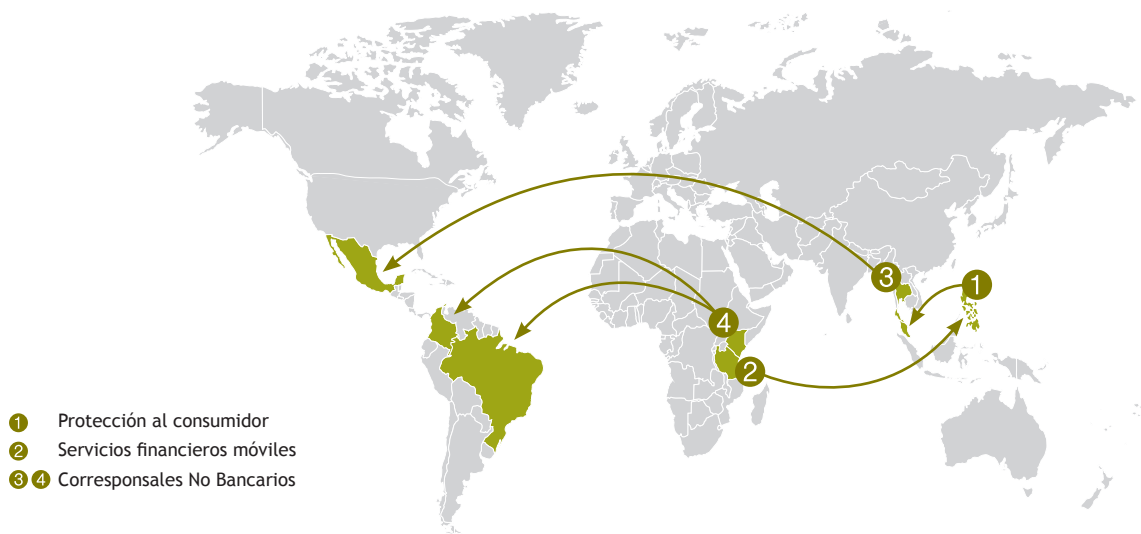 3
1
4
2
1 Protección al consumidor
2 Servicios financieros móviles
3 4 Corresponsales No Bancarios